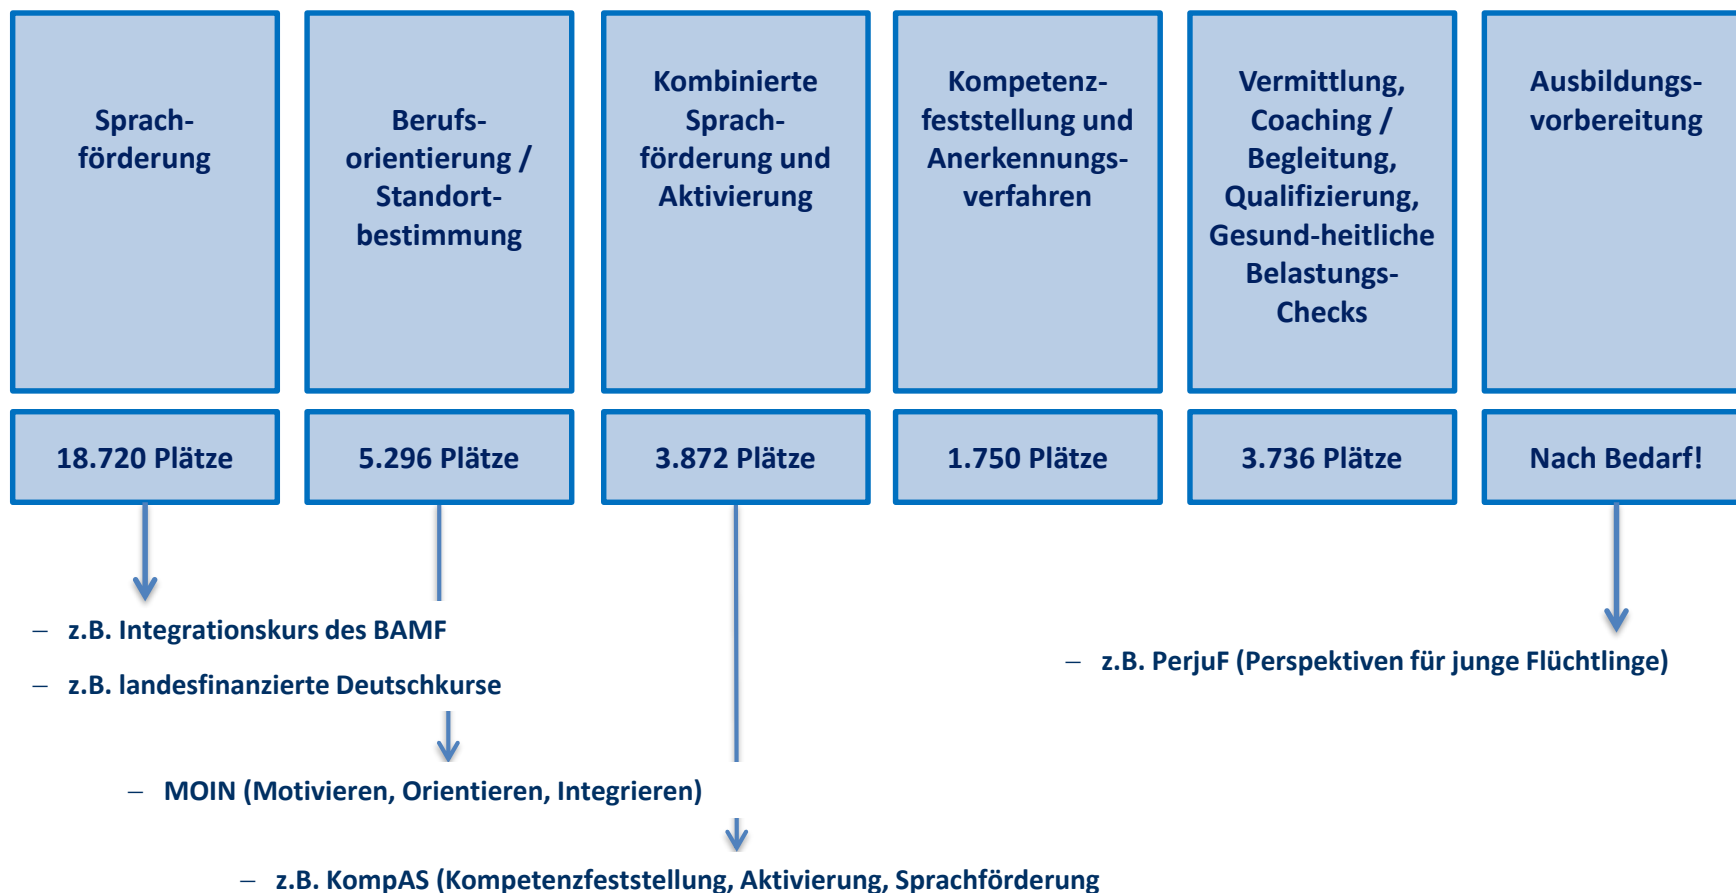 Sprach-
förderung
Berufs-
orientierung /
Standort-
bestimmung
Kombinierte
Sprach-
förderung und
Aktivierung
Kompetenz-
feststellung und
Anerkennungs-
verfahren
Vermittlung,
Coaching /
Begleitung,
Qualifizierung,
Gesund-heitliche
Belastungs-
Checks
Ausbildungs-
vorbereitung
18.720 Plätze
5.296 Plätze
3.872 Plätze
1.750 Plätze
3.736 Plätze
Nach Bedarf!
– z.B. Integrationskurs des BAMF
– z.B. landesfinanzierte Deutschkurse
– z.B. PerjuF (Perspektiven für junge Flüchtlinge)
– MOIN (Motivieren, Orientieren, Integrieren)
– z.B. KompAS (Kompetenzfeststellung, Aktivierung, Sprachförderung